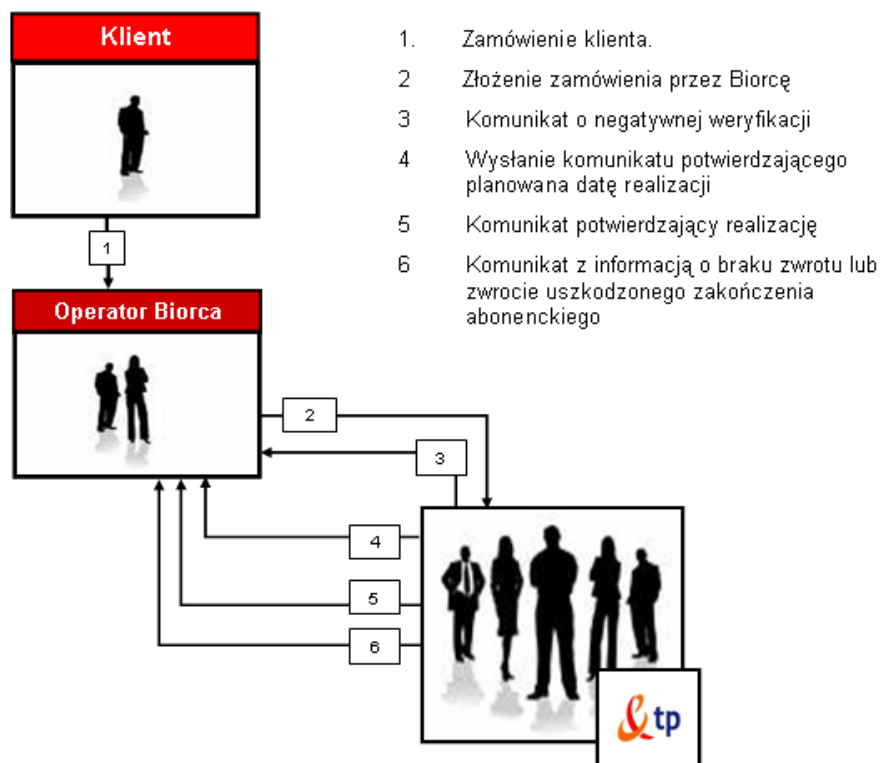 Klient
1. Zamówienie klienta.
2 Złożenie zamówienia przez Biorcę
3 Komunikat o negatywnej weryfikacji
4 Wysłanie komunikatu potwierdzającego
planowana datę realizacji
5 Komunikat potwierdzający realizację
6 Komunikat z informacją o braku zwrotu lub
zwrocie uszkodzonego zakończenia
abonenckiego
1
Operator Biorca
2
3
4
5
6
& tp